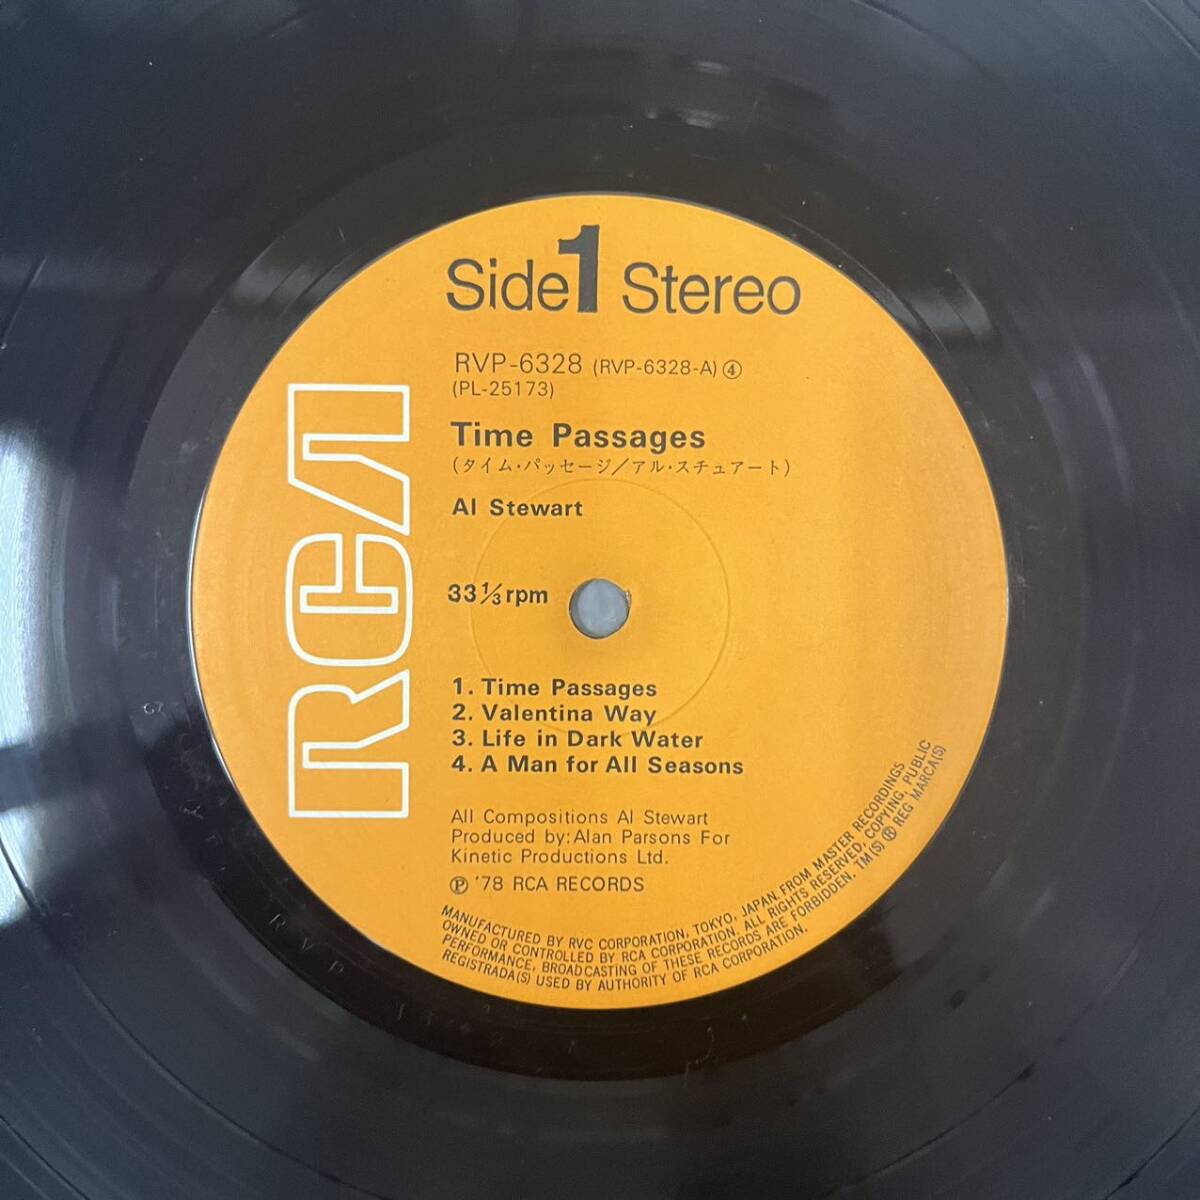 Side 1 Stereo
RVP-6328 (RVP-6328-A) ④
(PL-25173)
Time Passages
(タイム・パッセージ/アル・スチュアート)
Al Stewart
33 1/3 rpm
RCA
1. Time Passages
2. Valentina Way
3. Life in Dark Water
4. A Man for All Seasons
All Compositions Al Stewart
Produced by: Alan Parsons For
Kinetic Productions Ltd.
Ⓟ '78 RCA RECORDS
MANUFACTURED BY RVC CORPORATION, TOKYO, JAPAN. FROM MASTER RECORDINGS
OWNED OR CONTROLLED BY RCA CORPORATION. ALL RIGHTS RESERVED, COPYING, PUBLIC
PERFORMANCE, BROADCASTING OF THESE RECORDS ARE FORBIDDEN. TM(S) ® REG MARCA(S)
REGISTRADA(S) USED BY AUTHORITY OF RCA CORPORATION.